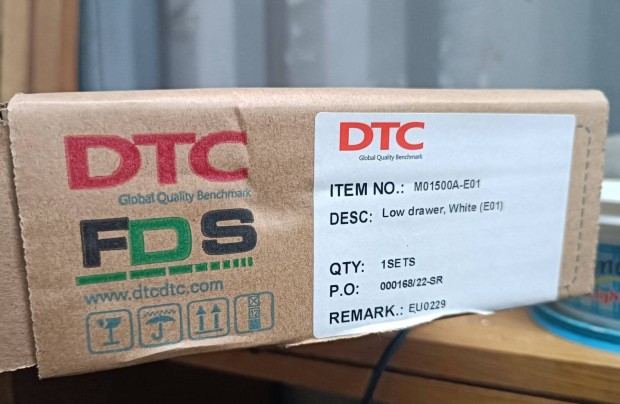 DTC
Global Quality Benchmark
FDS
www.dtcdtc.com
DTC
Global Quality Benchmark
ITEM NO.: M01500A-E01
DESC: Low drawer, White (E01)
QTY: 1SETS
P.O: 000168/22-SR
REMARK.: EU0229